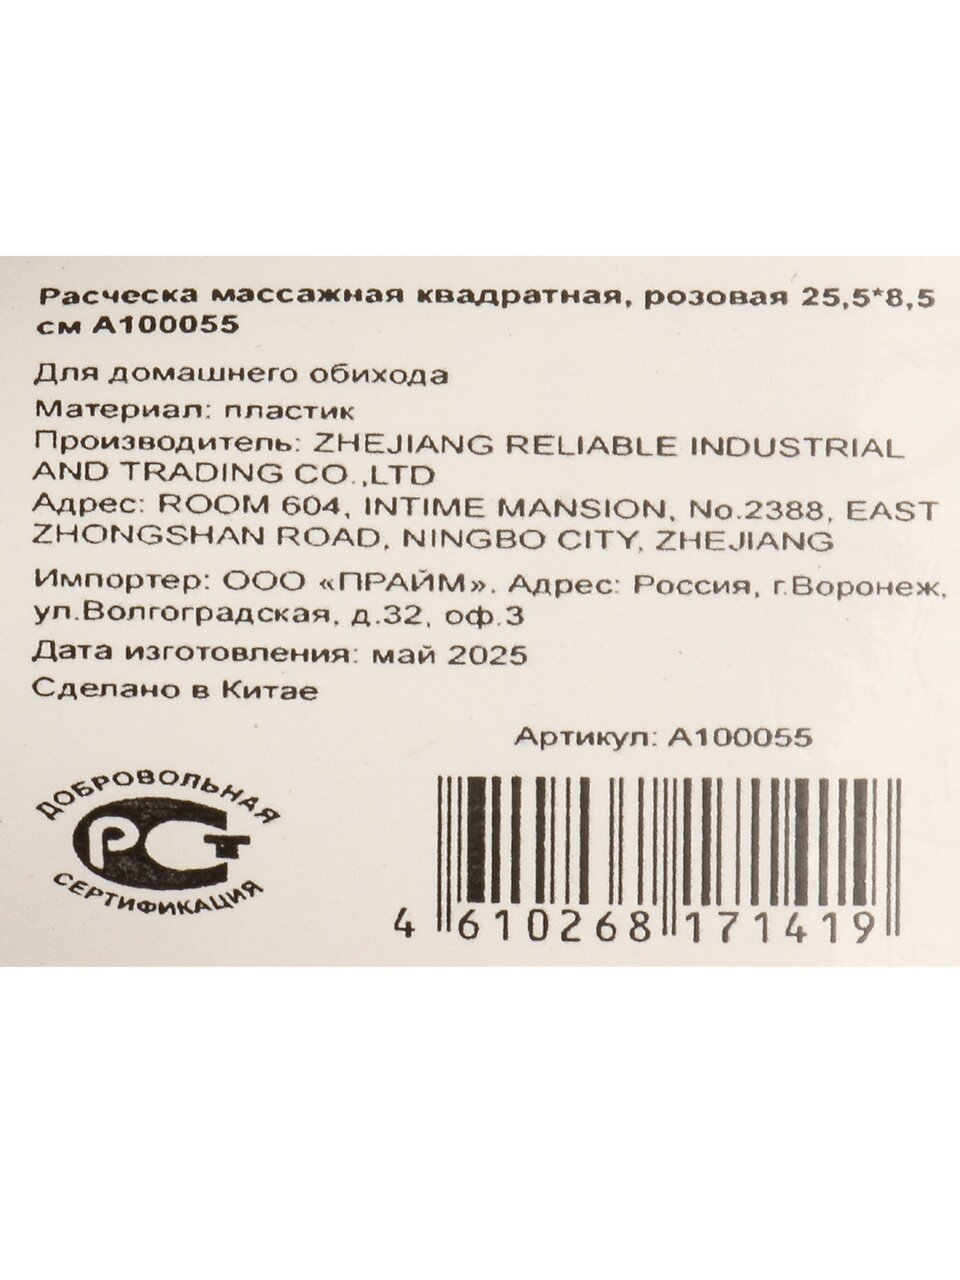 Расческа массажная квадратная, розовая 25,5*8,5
см А100055
Для домашнего обихода
Материал: пластик
Производитель: ZHEJIANG RELIABLE INDUSTRIAL
AND TRADING CO.,LTD
Адрес: ROOM 604, INTIME MANSION, No.2388, EAST
ZHONGSHAN ROAD, NINGBO CITY, ZHEJIANG
Импортер: ООО «ПРАЙМ». Адрес: Россия, г.Воронеж,
ул.Волгоградская, д.32, оф.3
Дата изготовления: май 2025
Сделано в Китае
Артикул: А100055
ДОБРОВОЛЬНАЯ
РСТ
СЕРТИФИКАЦИЯ
4 610268 171419